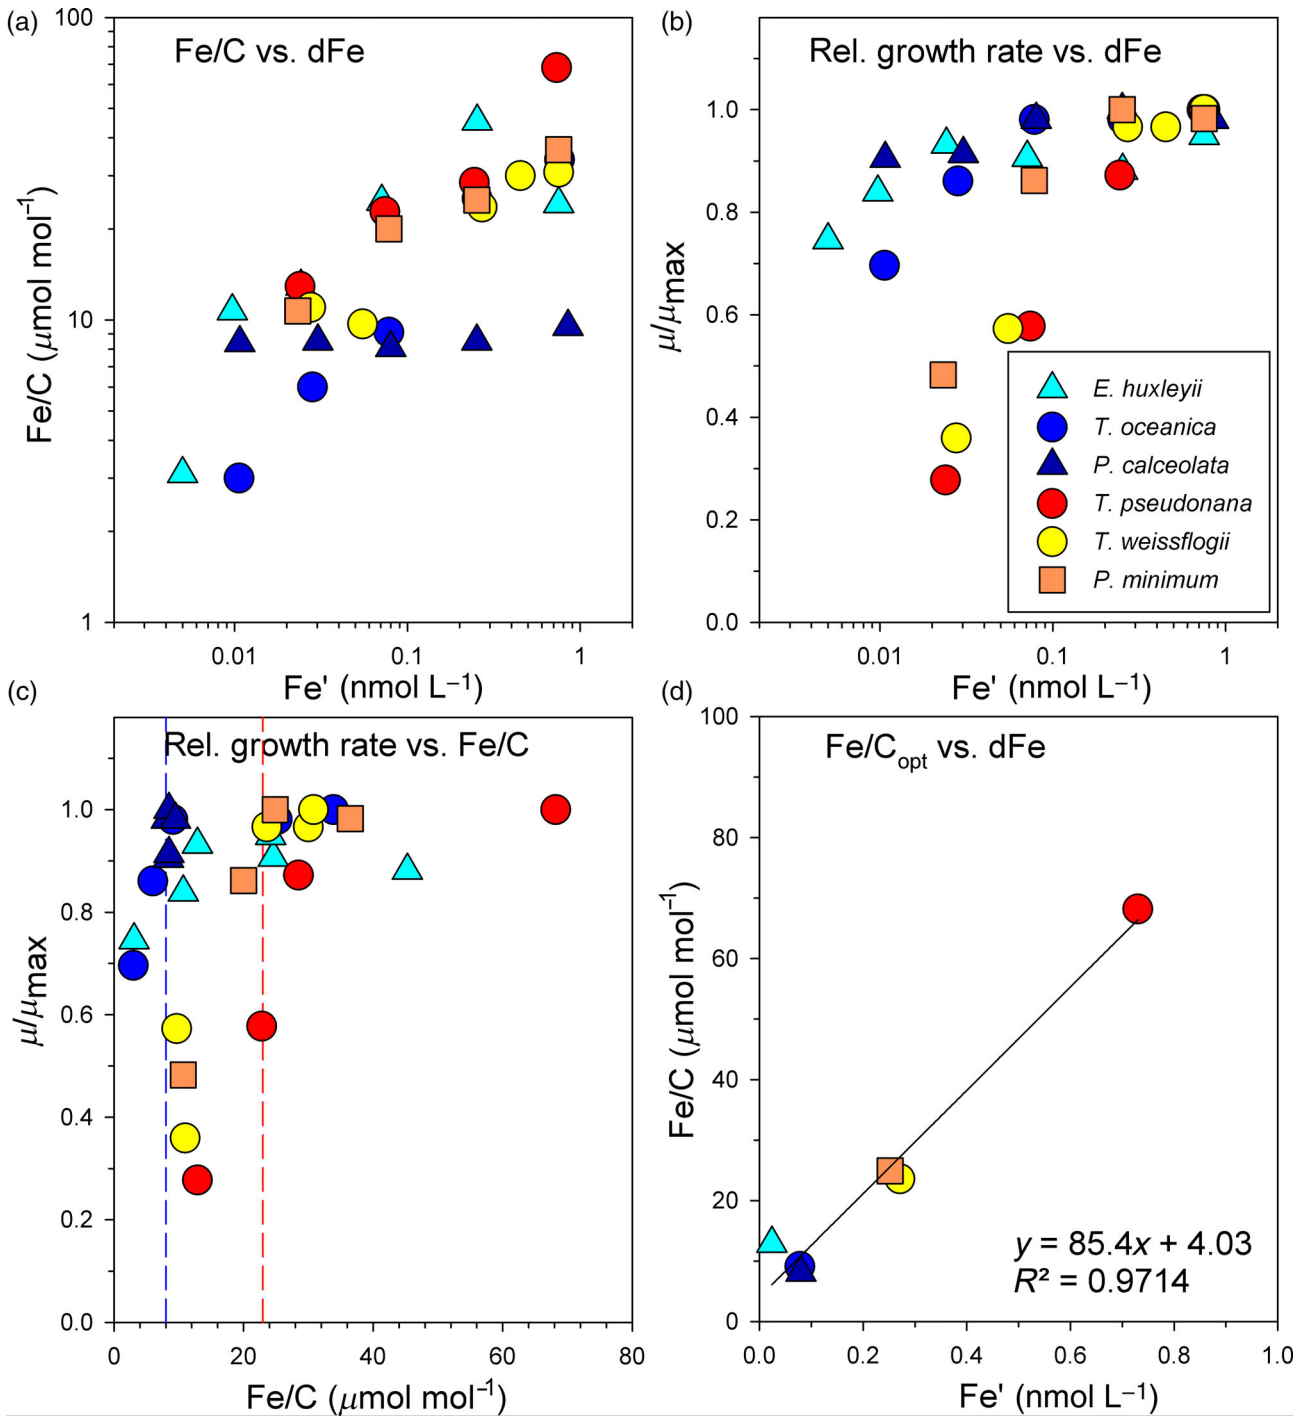 (a)
Fe/C vs. dFe
100
10
1
Fe/C (μmol mol⁻¹)
0.01 0.1 1
Fe' (nmol L⁻¹)
(b)
Rel. growth rate vs. dFe
1.0
0.8
0.6
0.4
0.2
0.0
μ/μmax
E. huxleyii
T. oceanica
P. calceolata
T. pseudonana
T. weissflogii
P. minimum
0.01 0.1 1
Fe' (nmol L⁻¹)
(c)
Rel. growth rate vs. Fe/C
1.0
0.8
0.6
0.4
0.2
0.0
μ/μmax
0 20 40 60 80
Fe/C (μmol mol⁻¹)
(d)
Fe/Copt vs. dFe
100
80
60
40
20
0
Fe/C (μmol mol⁻¹)
y = 85.4x + 4.03
R² = 0.9714
0.0 0.2 0.4 0.6 0.8 1.0
Fe' (nmol L⁻¹)